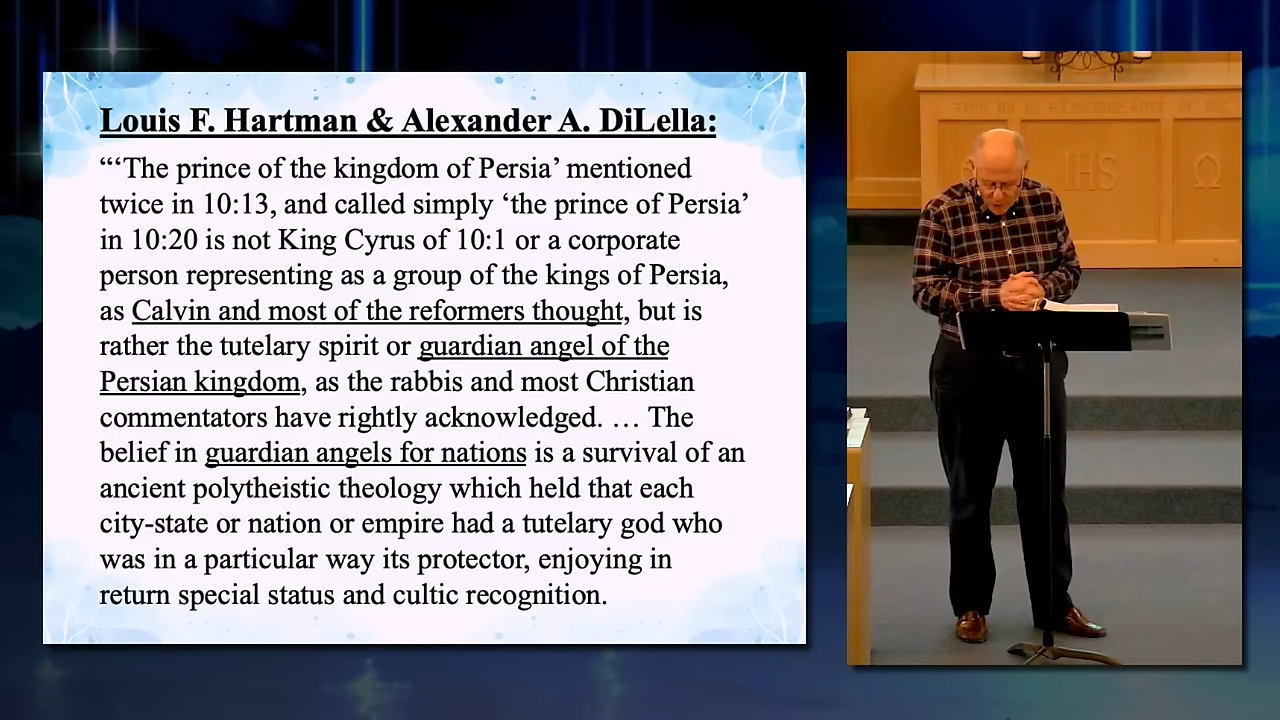 Louis F. Hartman & Alexander A. DiLella:
“‘The prince of the kingdom of Persia’ mentioned
twice in 10:13, and called simply ‘the prince of Persia’
in 10:20 is not King Cyrus of 10:1 or a corporate
person representing as a group of the kings of Persia,
as Calvin and most of the reformers thought, but is
rather the tutelary spirit or guardian angel of the
Persian kingdom, as the rabbis and most Christian
commentators have rightly acknowledged. … The
belief in guardian angels for nations is a survival of an
ancient polytheistic theology which held that each
city-state or nation or empire had a tutelary god who
was in a particular way its protector, enjoying in
return special status and cultic recognition.
IHS
Ω